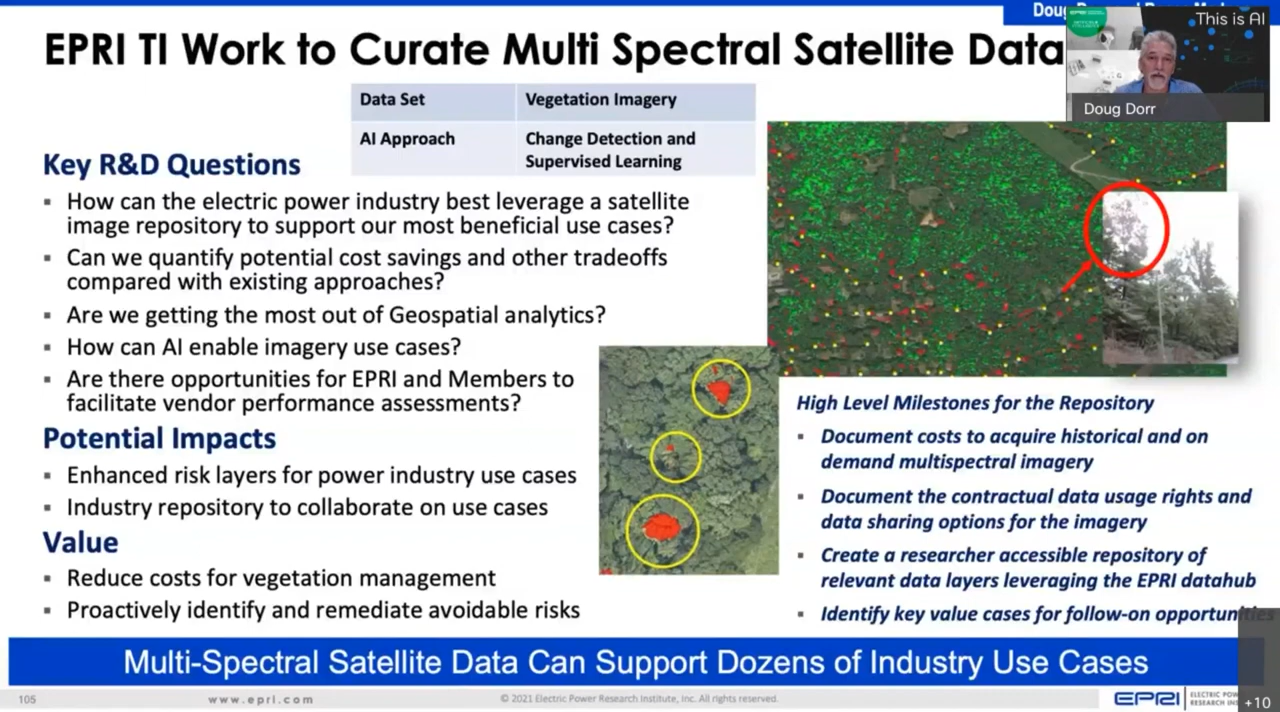 Doug
This is AI
EPRI TI Work to Curate Multi Spectral Satellite Data
Doug Dorr
Data Set
Vegetation Imagery
AI Approach
Change Detection and
Supervised Learning
Key R&D Questions
▪ How can the electric power industry best leverage a satellite
image repository to support our most beneficial use cases?
▪ Can we quantify potential cost savings and other tradeoffs
compared with existing approaches?
▪ Are we getting the most out of Geospatial analytics?
▪ How can AI enable imagery use cases?
▪ Are there opportunities for EPRI and Members to
facilitate vendor performance assessments?
Potential Impacts
▪ Enhanced risk layers for power industry use cases
▪ Industry repository to collaborate on use cases
Value
▪ Reduce costs for vegetation management
▪ Proactively identify and remediate avoidable risks
High Level Milestones for the Repository
▪ Document costs to acquire historical and on
demand multispectral imagery
▪ Document the contractual data usage rights and
data sharing options for the imagery
▪ Create a researcher accessible repository of
relevant data layers leveraging the EPRI datahub
▪ Identify key value cases for follow-on opportunities
Multi-Spectral Satellite Data Can Support Dozens of Industry Use Cases
105
www.epri.com
© 2021 Electric Power Research Institute, Inc. All rights reserved.
EPRI
ELECTRIC POW
RESEARCH INS
+10